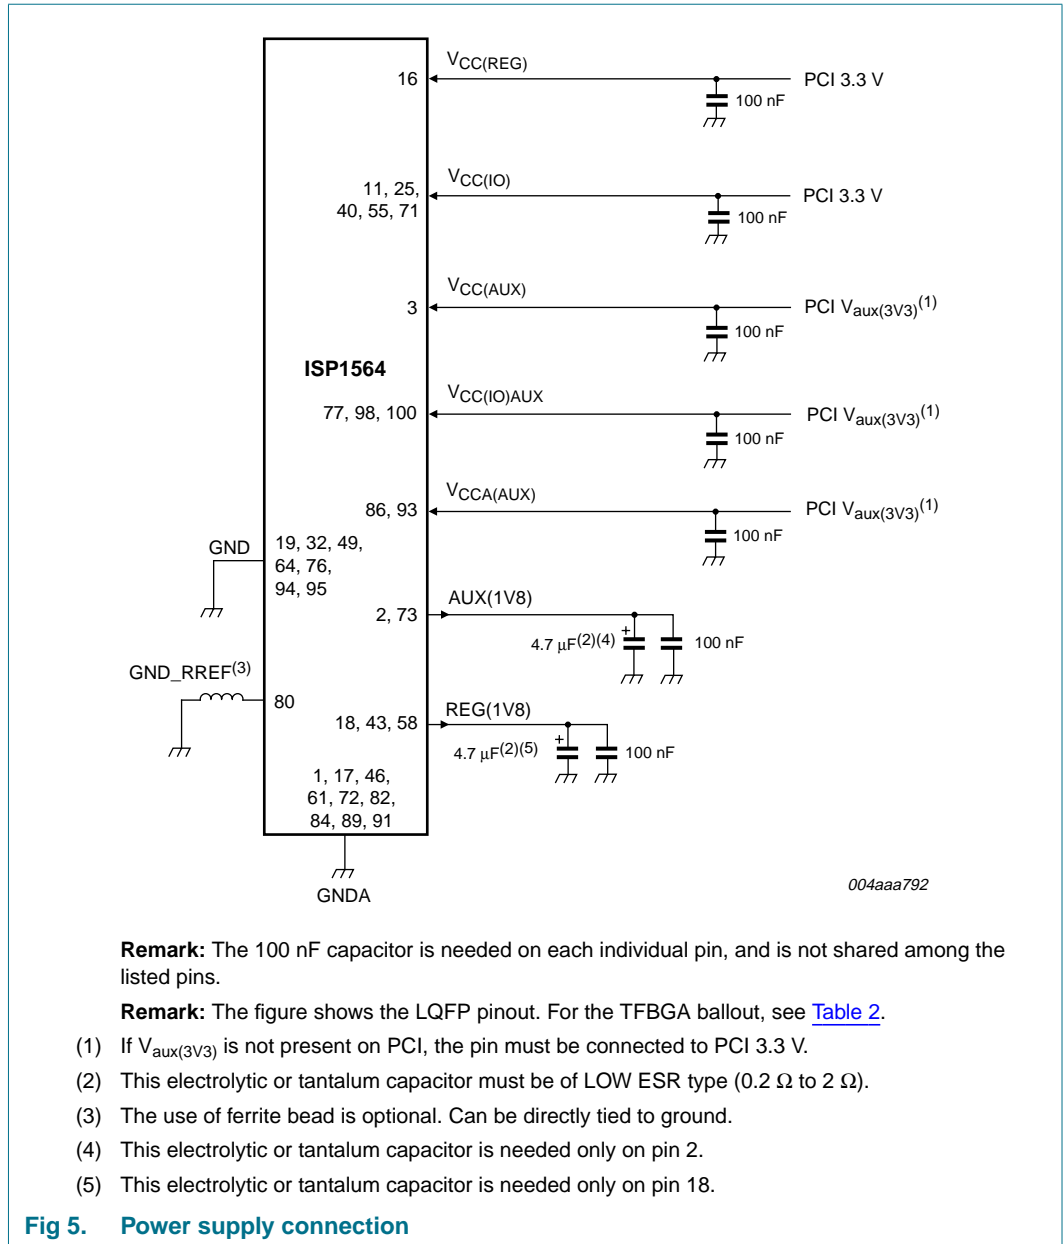 VCC(REG)
16
PCI 3.3 V
100 nF
VCC(IO)
11, 25,
40, 55, 71
PCI 3.3 V
100 nF
VCC(AUX)
3
PCI Vaux(3V3)(1)
100 nF
ISP1564
VCC(IO)AUX
77, 98, 100
PCI Vaux(3V3)(1)
100 nF
VCCA(AUX)
86, 93
PCI Vaux(3V3)(1)
100 nF
GND
19, 32, 49,
64, 76,
94, 95
AUX(1V8)
2, 73
+
4.7 μF(2)(4)
100 nF
GND_RREF(3)
80
REG(1V8)
18, 43, 58
+
4.7 μF(2)(5)
100 nF
1, 17, 46,
61, 72, 82,
84, 89, 91
GNDA
004aaa792
Remark: The 100 nF capacitor is needed on each individual pin, and is not shared among the
listed pins.
Remark: The figure shows the LQFP pinout. For the TFBGA ballout, see Table 2.
(1) If Vaux(3V3) is not present on PCI, the pin must be connected to PCI 3.3 V.
(2) This electrolytic or tantalum capacitor must be of LOW ESR type (0.2 Ω to 2 Ω).
(3) The use of ferrite bead is optional. Can be directly tied to ground.
(4) This electrolytic or tantalum capacitor is needed only on pin 2.
(5) This electrolytic or tantalum capacitor is needed only on pin 18.
Fig 5. Power supply connection